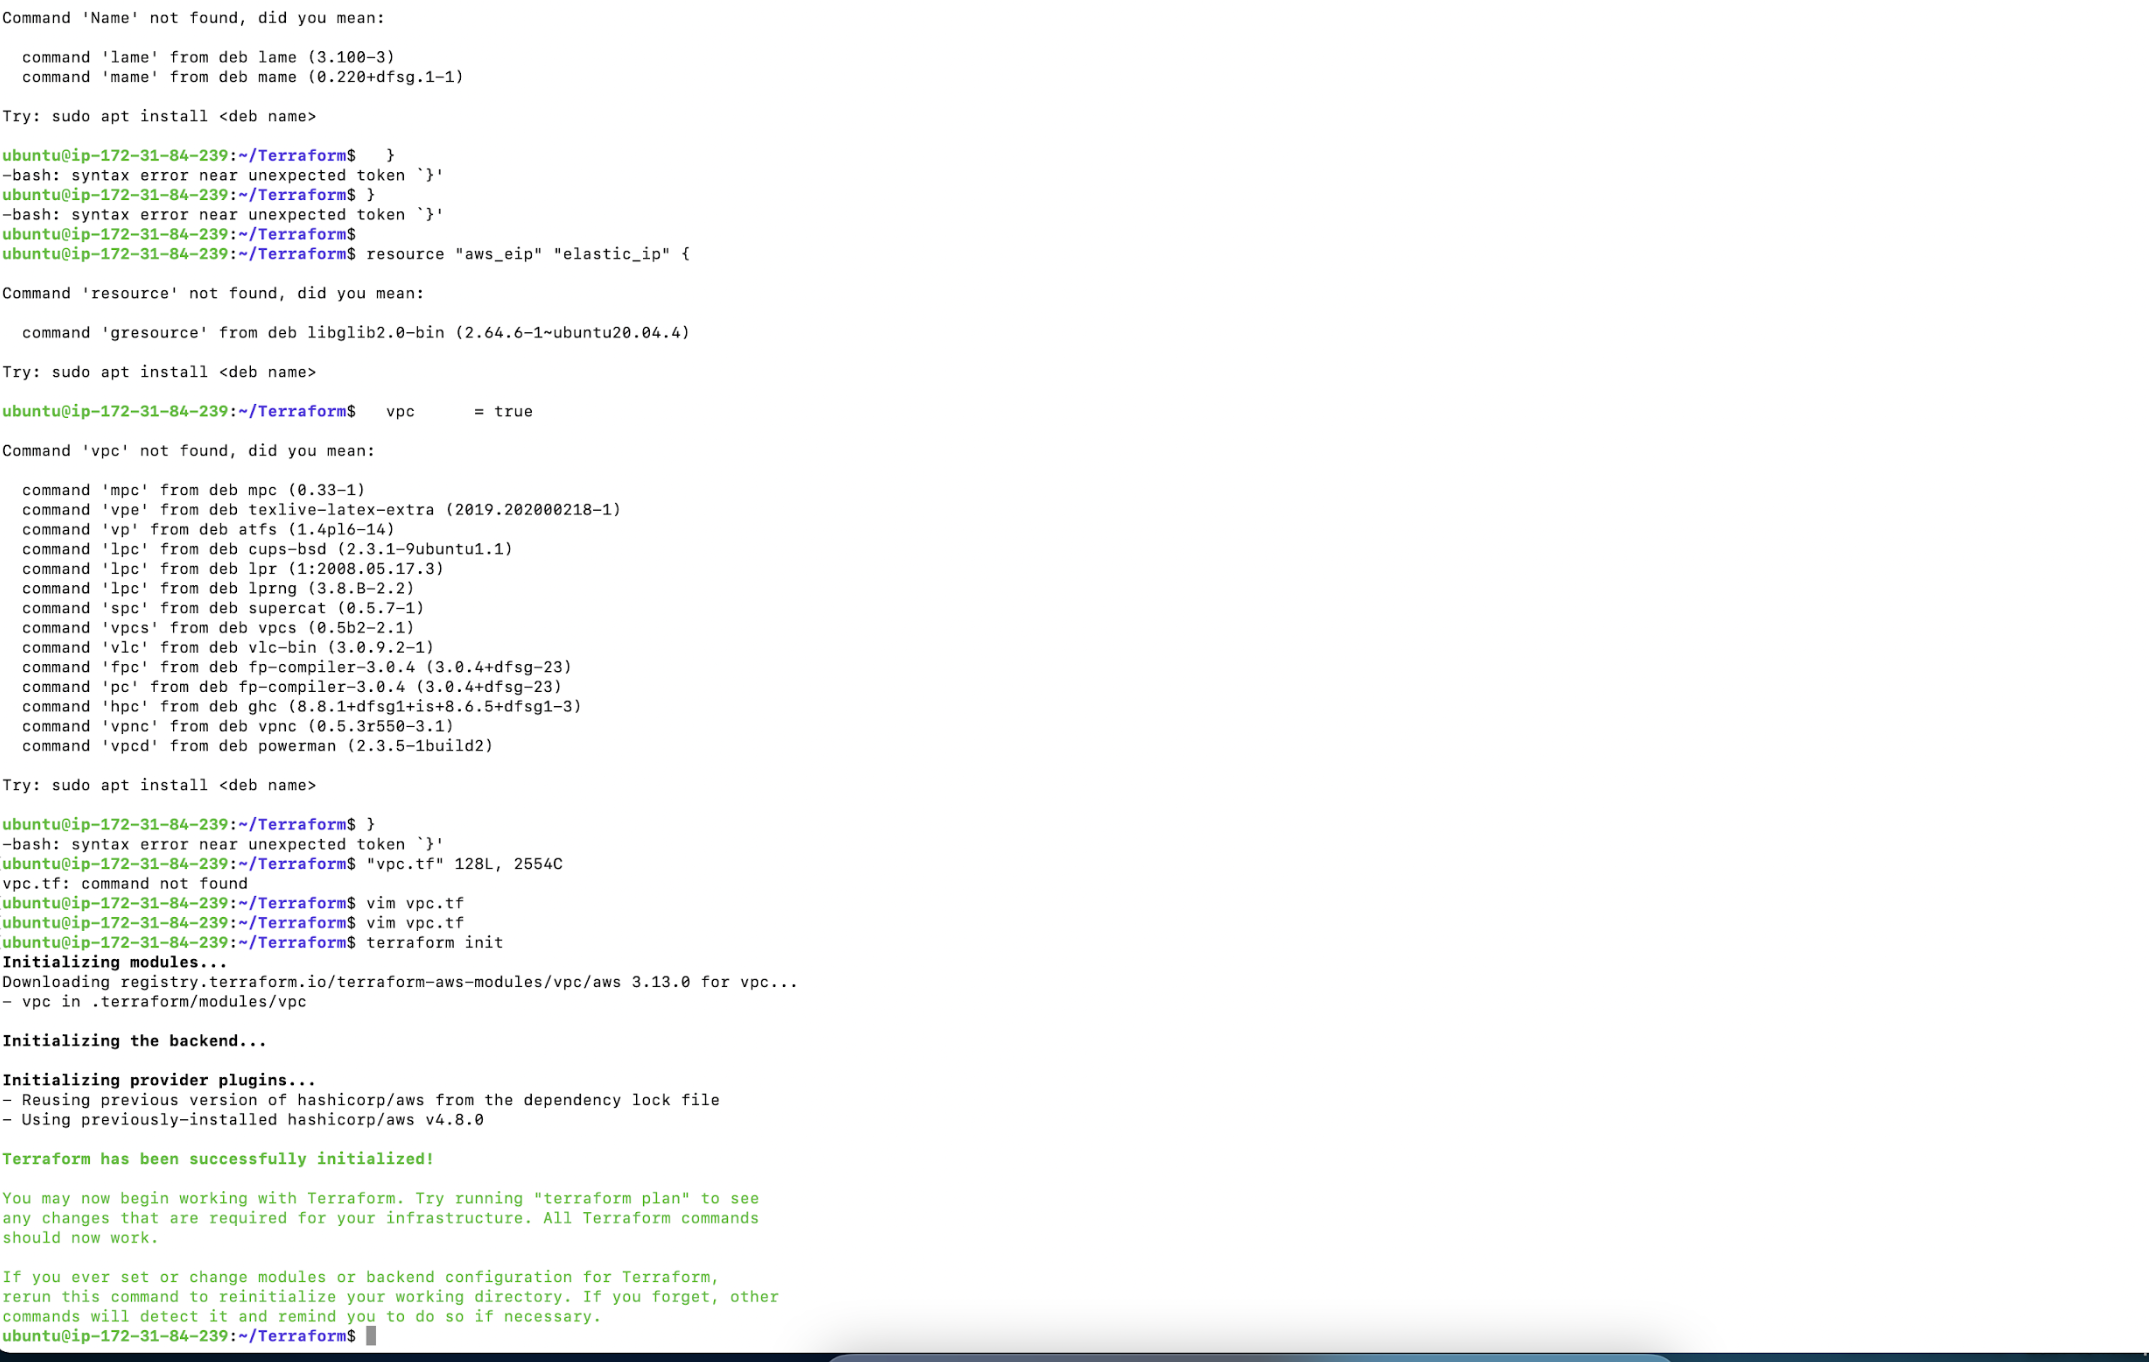 Command 'Name' not found, did you mean:
  command 'lame' from deb lame (3.100-3)
  command 'mame' from deb mame (0.220+dfsg.1-1)
Try: sudo apt install <deb name>
ubuntu@ip-172-31-84-239:~/Terraform$   }
-bash: syntax error near unexpected token `}'
ubuntu@ip-172-31-84-239:~/Terraform$ }
-bash: syntax error near unexpected token `}'
ubuntu@ip-172-31-84-239:~/Terraform$
ubuntu@ip-172-31-84-239:~/Terraform$ resource "aws_eip" "elastic_ip" {
Command 'resource' not found, did you mean:
  command 'gresource' from deb libglib2.0-bin (2.64.6-1~ubuntu20.04.4)
Try: sudo apt install <deb name>
ubuntu@ip-172-31-84-239:~/Terraform$   vpc      = true
Command 'vpc' not found, did you mean:
  command 'mpc' from deb mpc (0.33-1)
  command 'vpe' from deb texlive-latex-extra (2019.202000218-1)
  command 'vp' from deb atfs (1.4pl6-14)
  command 'lpc' from deb cups-bsd (2.3.1-9ubuntu1.1)
  command 'lpc' from deb lpr (1:2008.05.17.3)
  command 'lpc' from deb lprng (3.8.B-2.2)
  command 'spc' from deb supercat (0.5.7-1)
  command 'vpcs' from deb vpcs (0.5b2-2.1)
  command 'vlc' from deb vlc-bin (3.0.9.2-1)
  command 'fpc' from deb fp-compiler-3.0.4 (3.0.4+dfsg-23)
  command 'pc' from deb fp-compiler-3.0.4 (3.0.4+dfsg-23)
  command 'hpc' from deb ghc (8.8.1+dfsg1+is+8.6.5+dfsg1-3)
  command 'vpnc' from deb vpnc (0.5.3r550-3.1)
  command 'vpcd' from deb powerman (2.3.5-1build2)
Try: sudo apt install <deb name>
ubuntu@ip-172-31-84-239:~/Terraform$ }
-bash: syntax error near unexpected token `}'
ubuntu@ip-172-31-84-239:~/Terraform$ "vpc.tf" 128L, 2554C
vpc.tf: command not found
ubuntu@ip-172-31-84-239:~/Terraform$ vim vpc.tf
ubuntu@ip-172-31-84-239:~/Terraform$ vim vpc.tf
ubuntu@ip-172-31-84-239:~/Terraform$ terraform init
Initializing modules...
Downloading registry.terraform.io/terraform-aws-modules/vpc/aws 3.13.0 for vpc...
- vpc in .terraform/modules/vpc
Initializing the backend...
Initializing provider plugins...
- Reusing previous version of hashicorp/aws from the dependency lock file
- Using previously-installed hashicorp/aws v4.8.0
Terraform has been successfully initialized!
You may now begin working with Terraform. Try running "terraform plan" to see
any changes that are required for your infrastructure. All Terraform commands
should now work.
If you ever set or change modules or backend configuration for Terraform,
rerun this command to reinitialize your working directory. If you forget, other
commands will detect it and remind you to do so if necessary.
ubuntu@ip-172-31-84-239:~/Terraform$